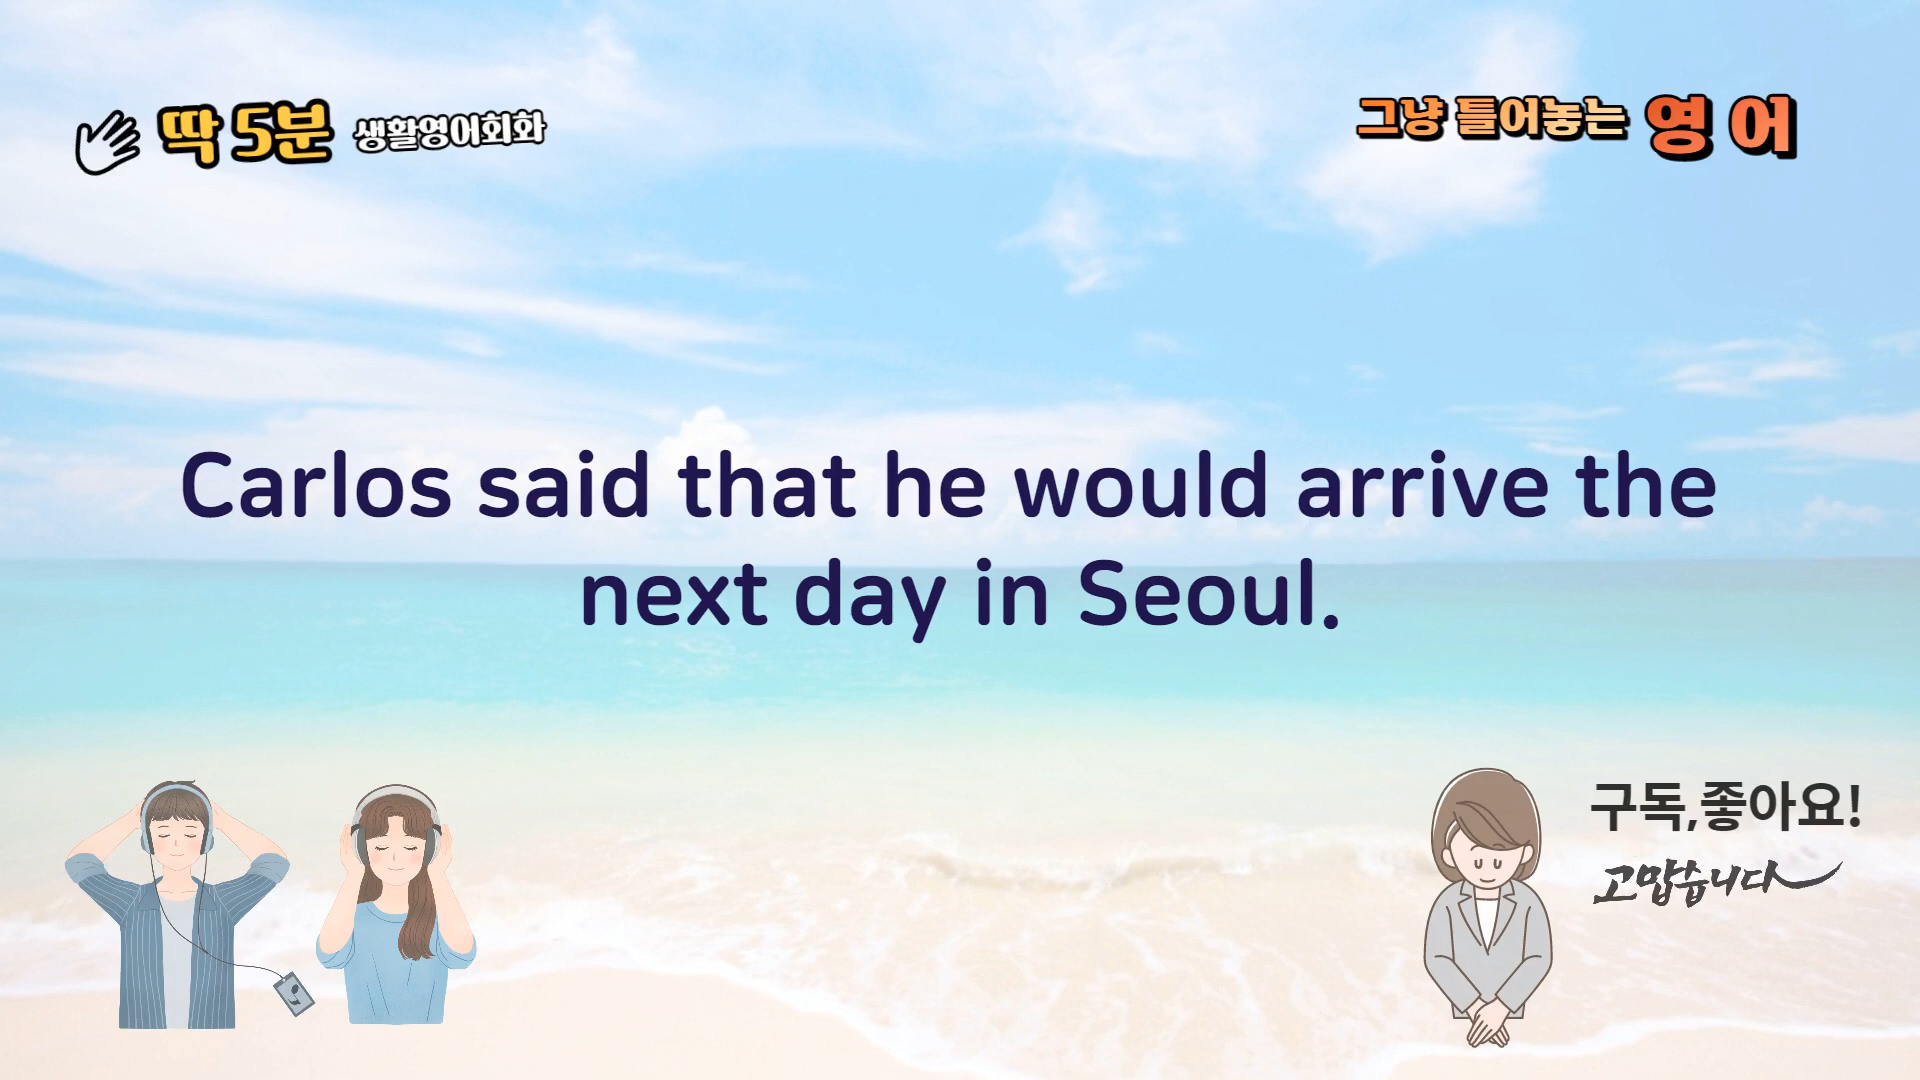 딱 5분 생활영어회화
그냥 틀어놓는 영어
Carlos said that he would arrive the
next day in Seoul.
구독,좋아요!
고맙습니다